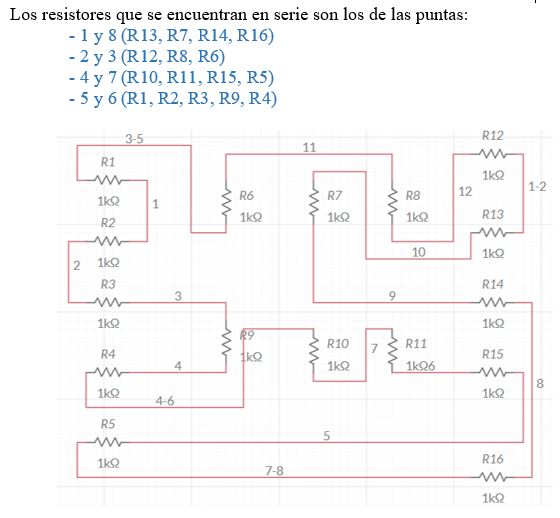 Los resistores que se encuentran en serie son los de las puntas:
- 1 y 8 (R13, R7, R14, R16)
- 2 y 3 (R12, R8, R6)
- 4 y 7 (R10, R11, R15, R5)
- 5 y 6 (R1, R2, R3, R9, R4)
3-5
R12
R1
11
1kΩ
12
1-2
1kΩ
1
R6
R7
R8
R2
1kΩ
1kΩ
1kΩ
R13
2
1kΩ
10
1kΩ
R3
3
9
R14
1kΩ
1kΩ
R9
R10
7
R11
R15
R4
4
1kΩ
1kΩ
1kΩ6
1kΩ
4-6
1kΩ
8
R5
5
1kΩ
7-8
R16
1kΩ